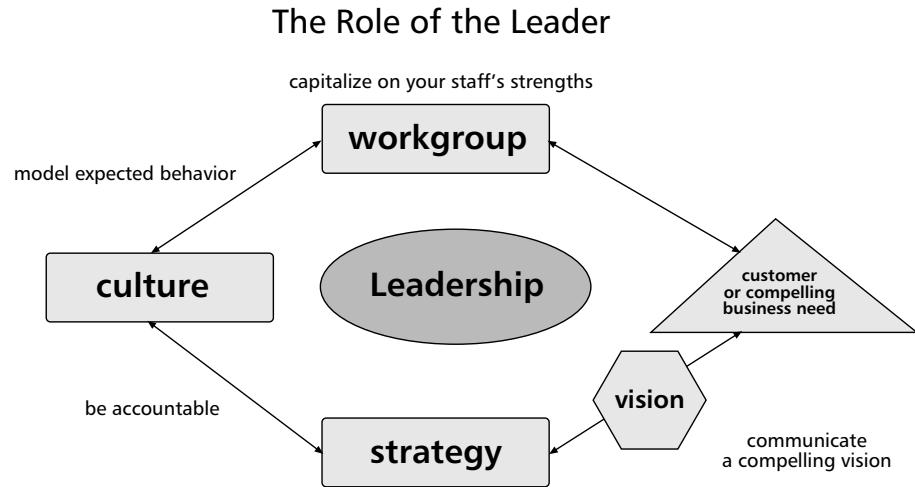 The Role of the Leader
capitalize on your staff's strengths
workgroup
model expected behavior
culture
Leadership
customer
or compelling
business need
vision
be accountable
strategy
communicate
a compelling vision